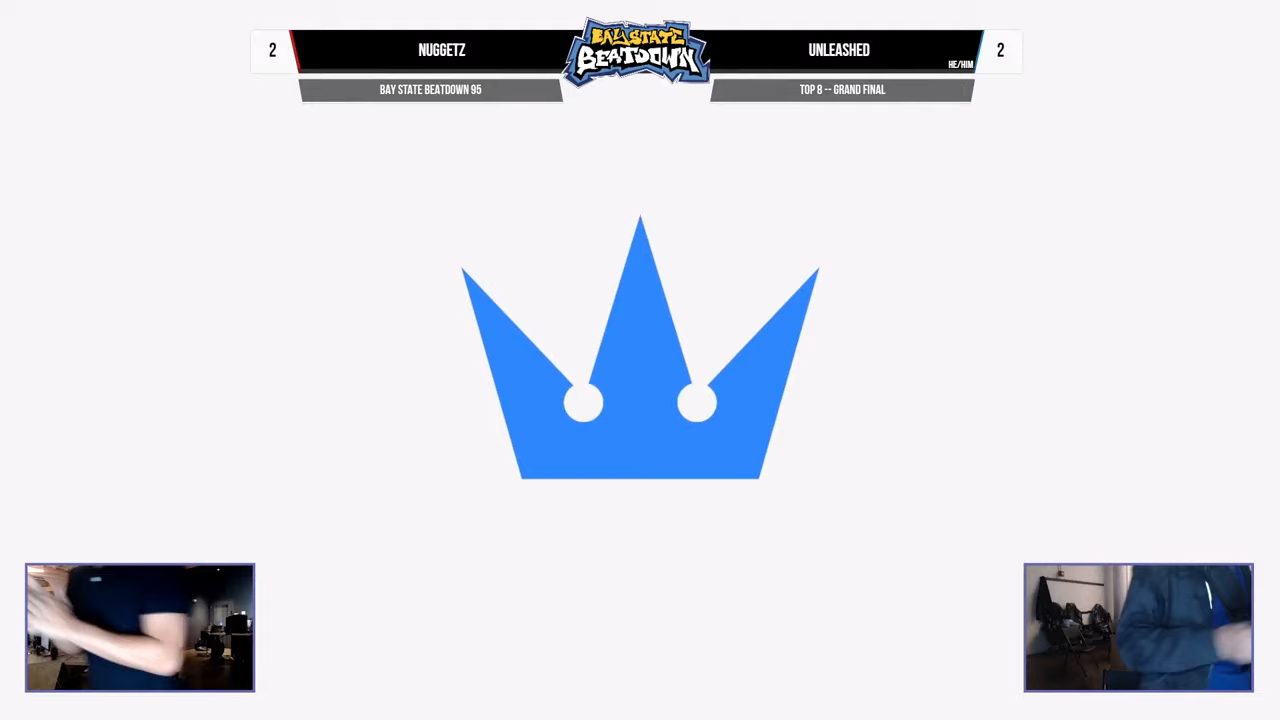 2
NUGGETZ
BAY STATE
BEATDOWN
UNLEASHED
HE/HIM
2
BAY STATE BEATDOWN 95
TOP 8 -- GRAND FINAL